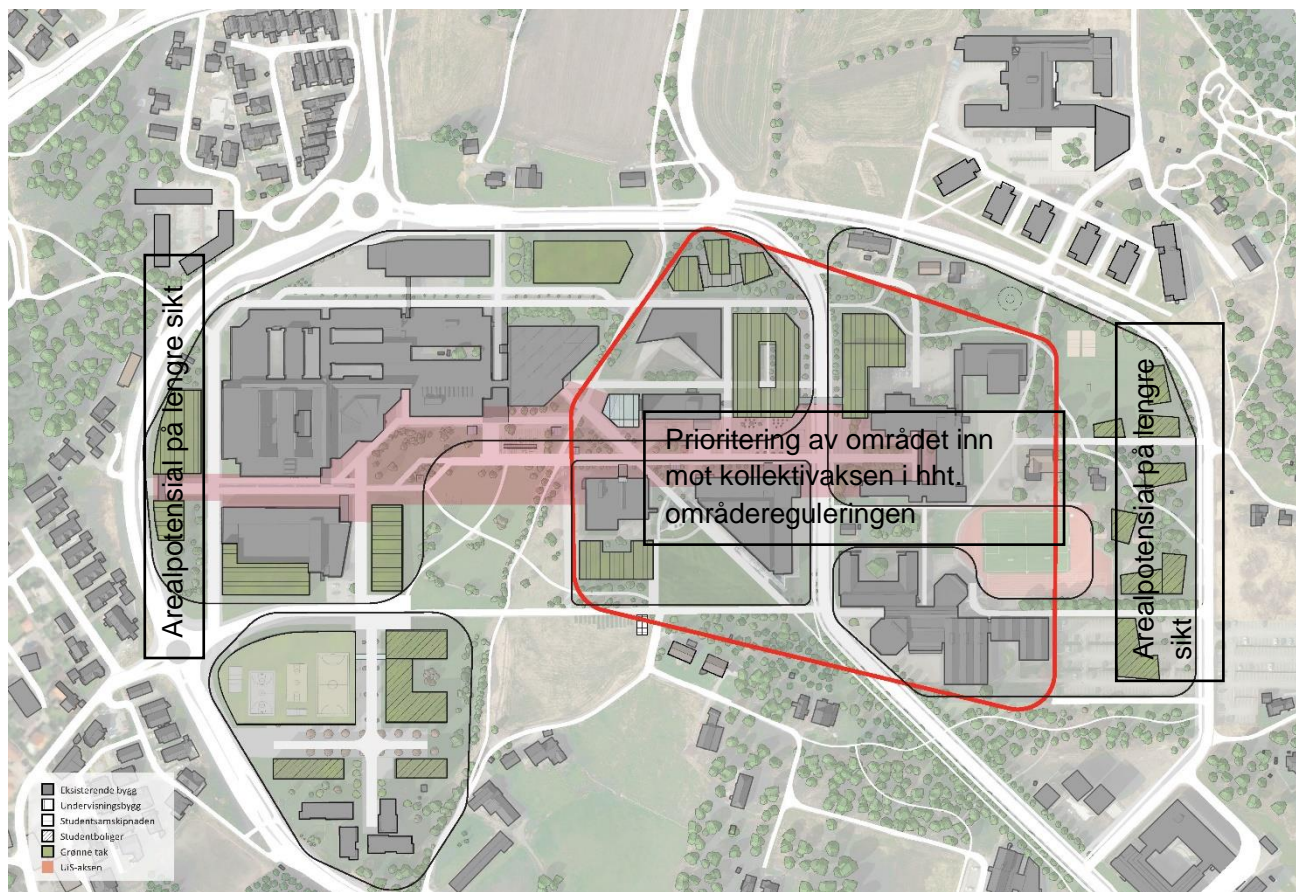 Arealpotensial på lengre sikt
Prioritering av området inn
mot kollektivaksen i hht.
områdereguleringen
Arealpotensial på lengre
sikt
Eksisterende bygg
Undervisningsbygg
Studentsamskipnaden
Studentboliger
Grønne tak
UiS-aksen